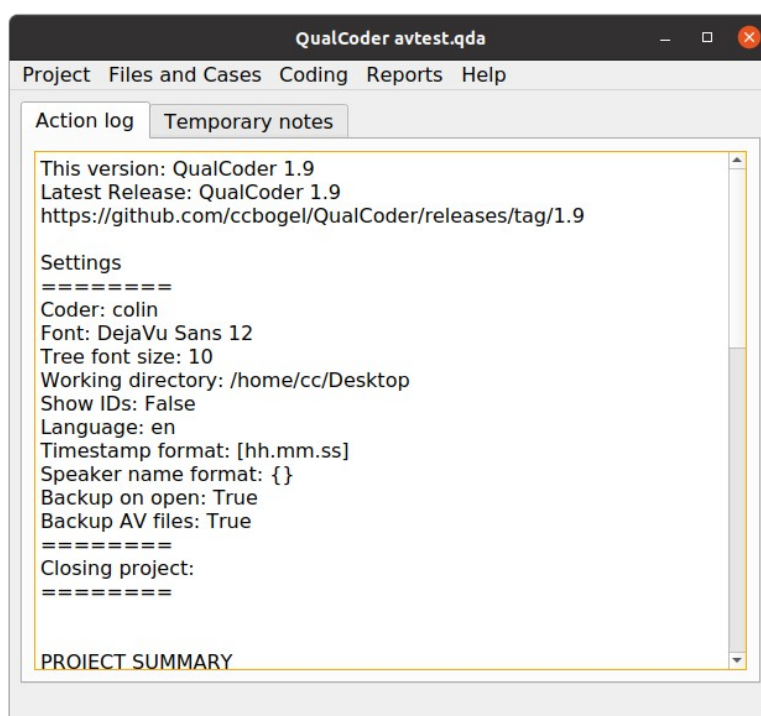 QualCoder avtest.qda
Project Files and Cases Coding Reports Help
Action log Temporary notes
This version: QualCoder 1.9
Latest Release: QualCoder 1.9
https://github.com/ccbogel/QualCoder/releases/tag/1.9
Settings
========
Coder: colin
Font: DejaVu Sans 12
Tree font size: 10
Working directory: /home/cc/Desktop
Show IDs: False
Language: en
Timestamp format: [hh.mm.ss]
Speaker name format: {}
Backup on open: True
Backup AV files: True
========
Closing project:
========
PROJECT SUMMARY